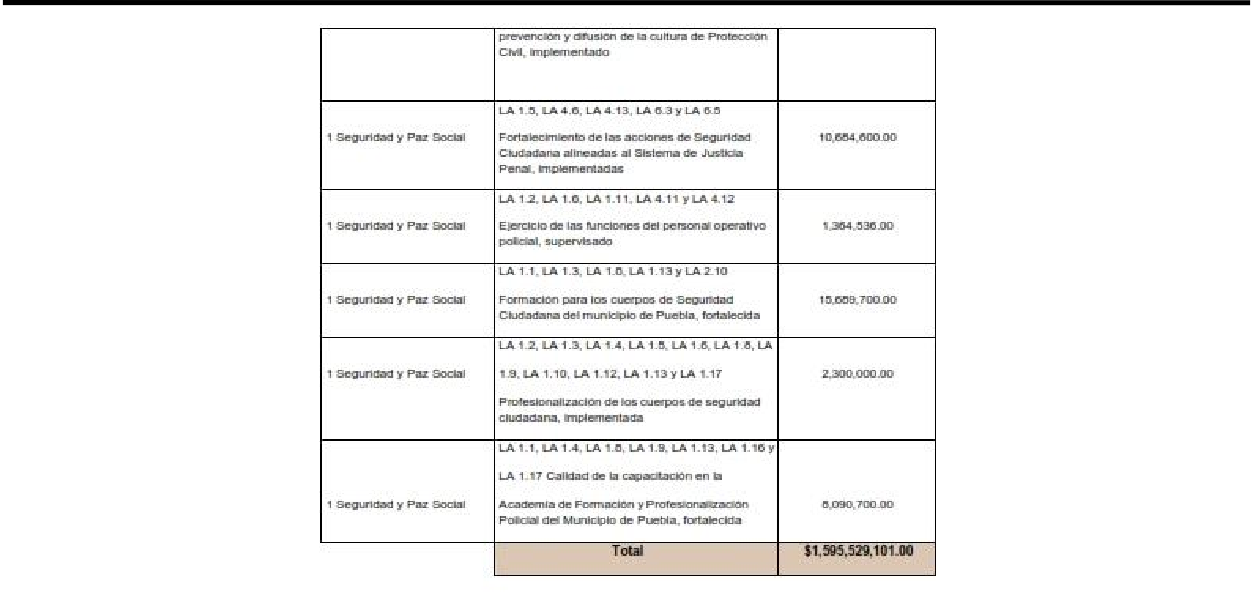 prevención y difusión de la cultura de Protección
Civil, implementado
LA 1.5, LA 4.6, LA 4.13, LA 6.3 y LA 6.5
1 Seguridad y Paz Social
Fortalecimiento de las acciones de Seguridad
Ciudadana alineadas al Sistema de Justicia
Penal, implementadas
10,684,600.00
LA 1.2, LA 1.6, LA 1.11, LA 4.11 y LA 4.12
1 Seguridad y Paz Social
Ejercicio de las funciones del personal operativo
policial, supervisado
1,364,536.00
LA 1.1, LA 1.3, LA 1.8, LA 1.13 y LA 2.10
1 Seguridad y Paz Social
Formación para los cuerpos de Seguridad
Ciudadana del municipio de Puebla, fortalecida
LA 1.2, LA 1.3, LA 1.4, LA 1.5, LA 1.6, LA 1.8, LA
1 Seguridad y Paz Social
1.9, LA 1.10, LA 1.12, LA 1.13 y LA 1.17
2,300,000.00
Profesionalización de los cuerpos de seguridad
ciudadana, implementada
LA 1.1, LA 1.4, LA 1.8, LA 1.9, LA 1.13, LA 1.16 y
LA 1.17 Calidad de la capacitación en la
1 Seguridad y Paz Social
Academia de Formación y Profesionalización
Policial del Municipio de Puebla, fortalecida
Total
$1,595,529,101.00